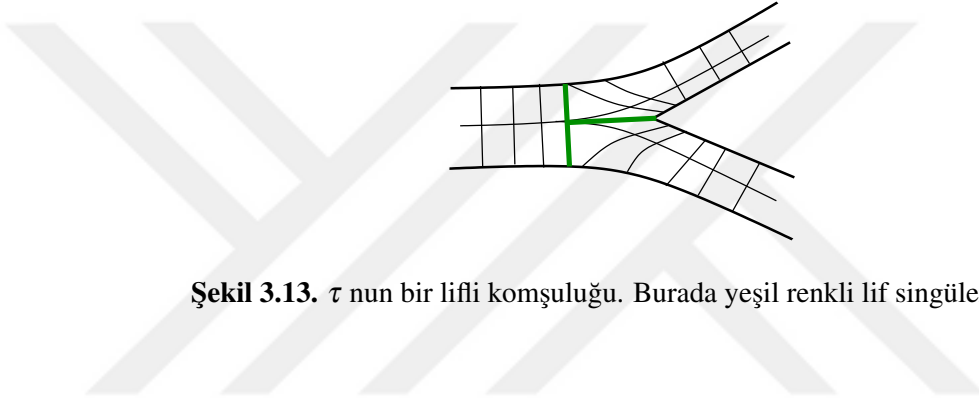 Şekil 3.13. τ nun bir lifli komşuluğu. Burada yeşil renkli lif singüle